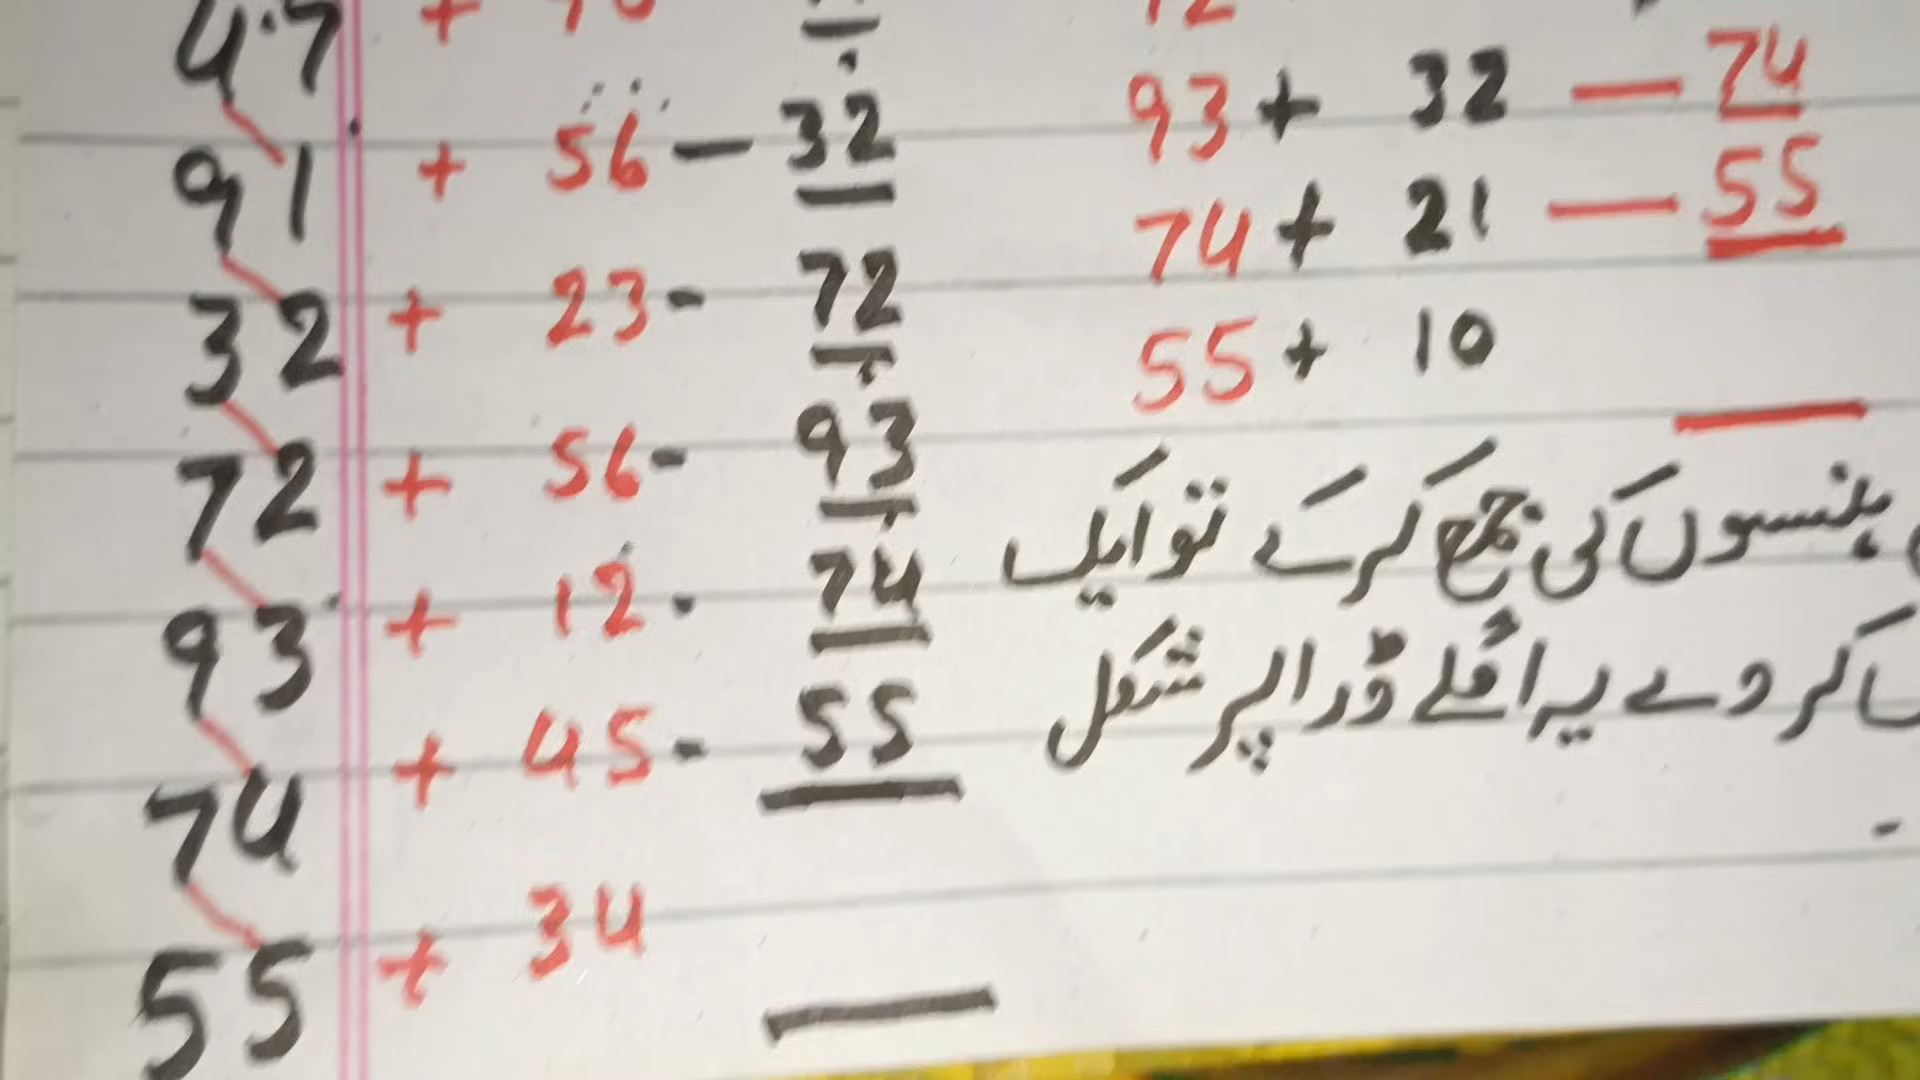 47 +
91 + 56 — 32
32 + 23 - 72
72 + 56 - 93
93 + 12 - 74
74 + 45 - 55
55 + 34
12
93 + 32 — 74
74 + 21 — 55
55 + 10
ہنسوں کی جمع کرکے تو ایک
کر دے یہ اگلے ڈرا پر شکل